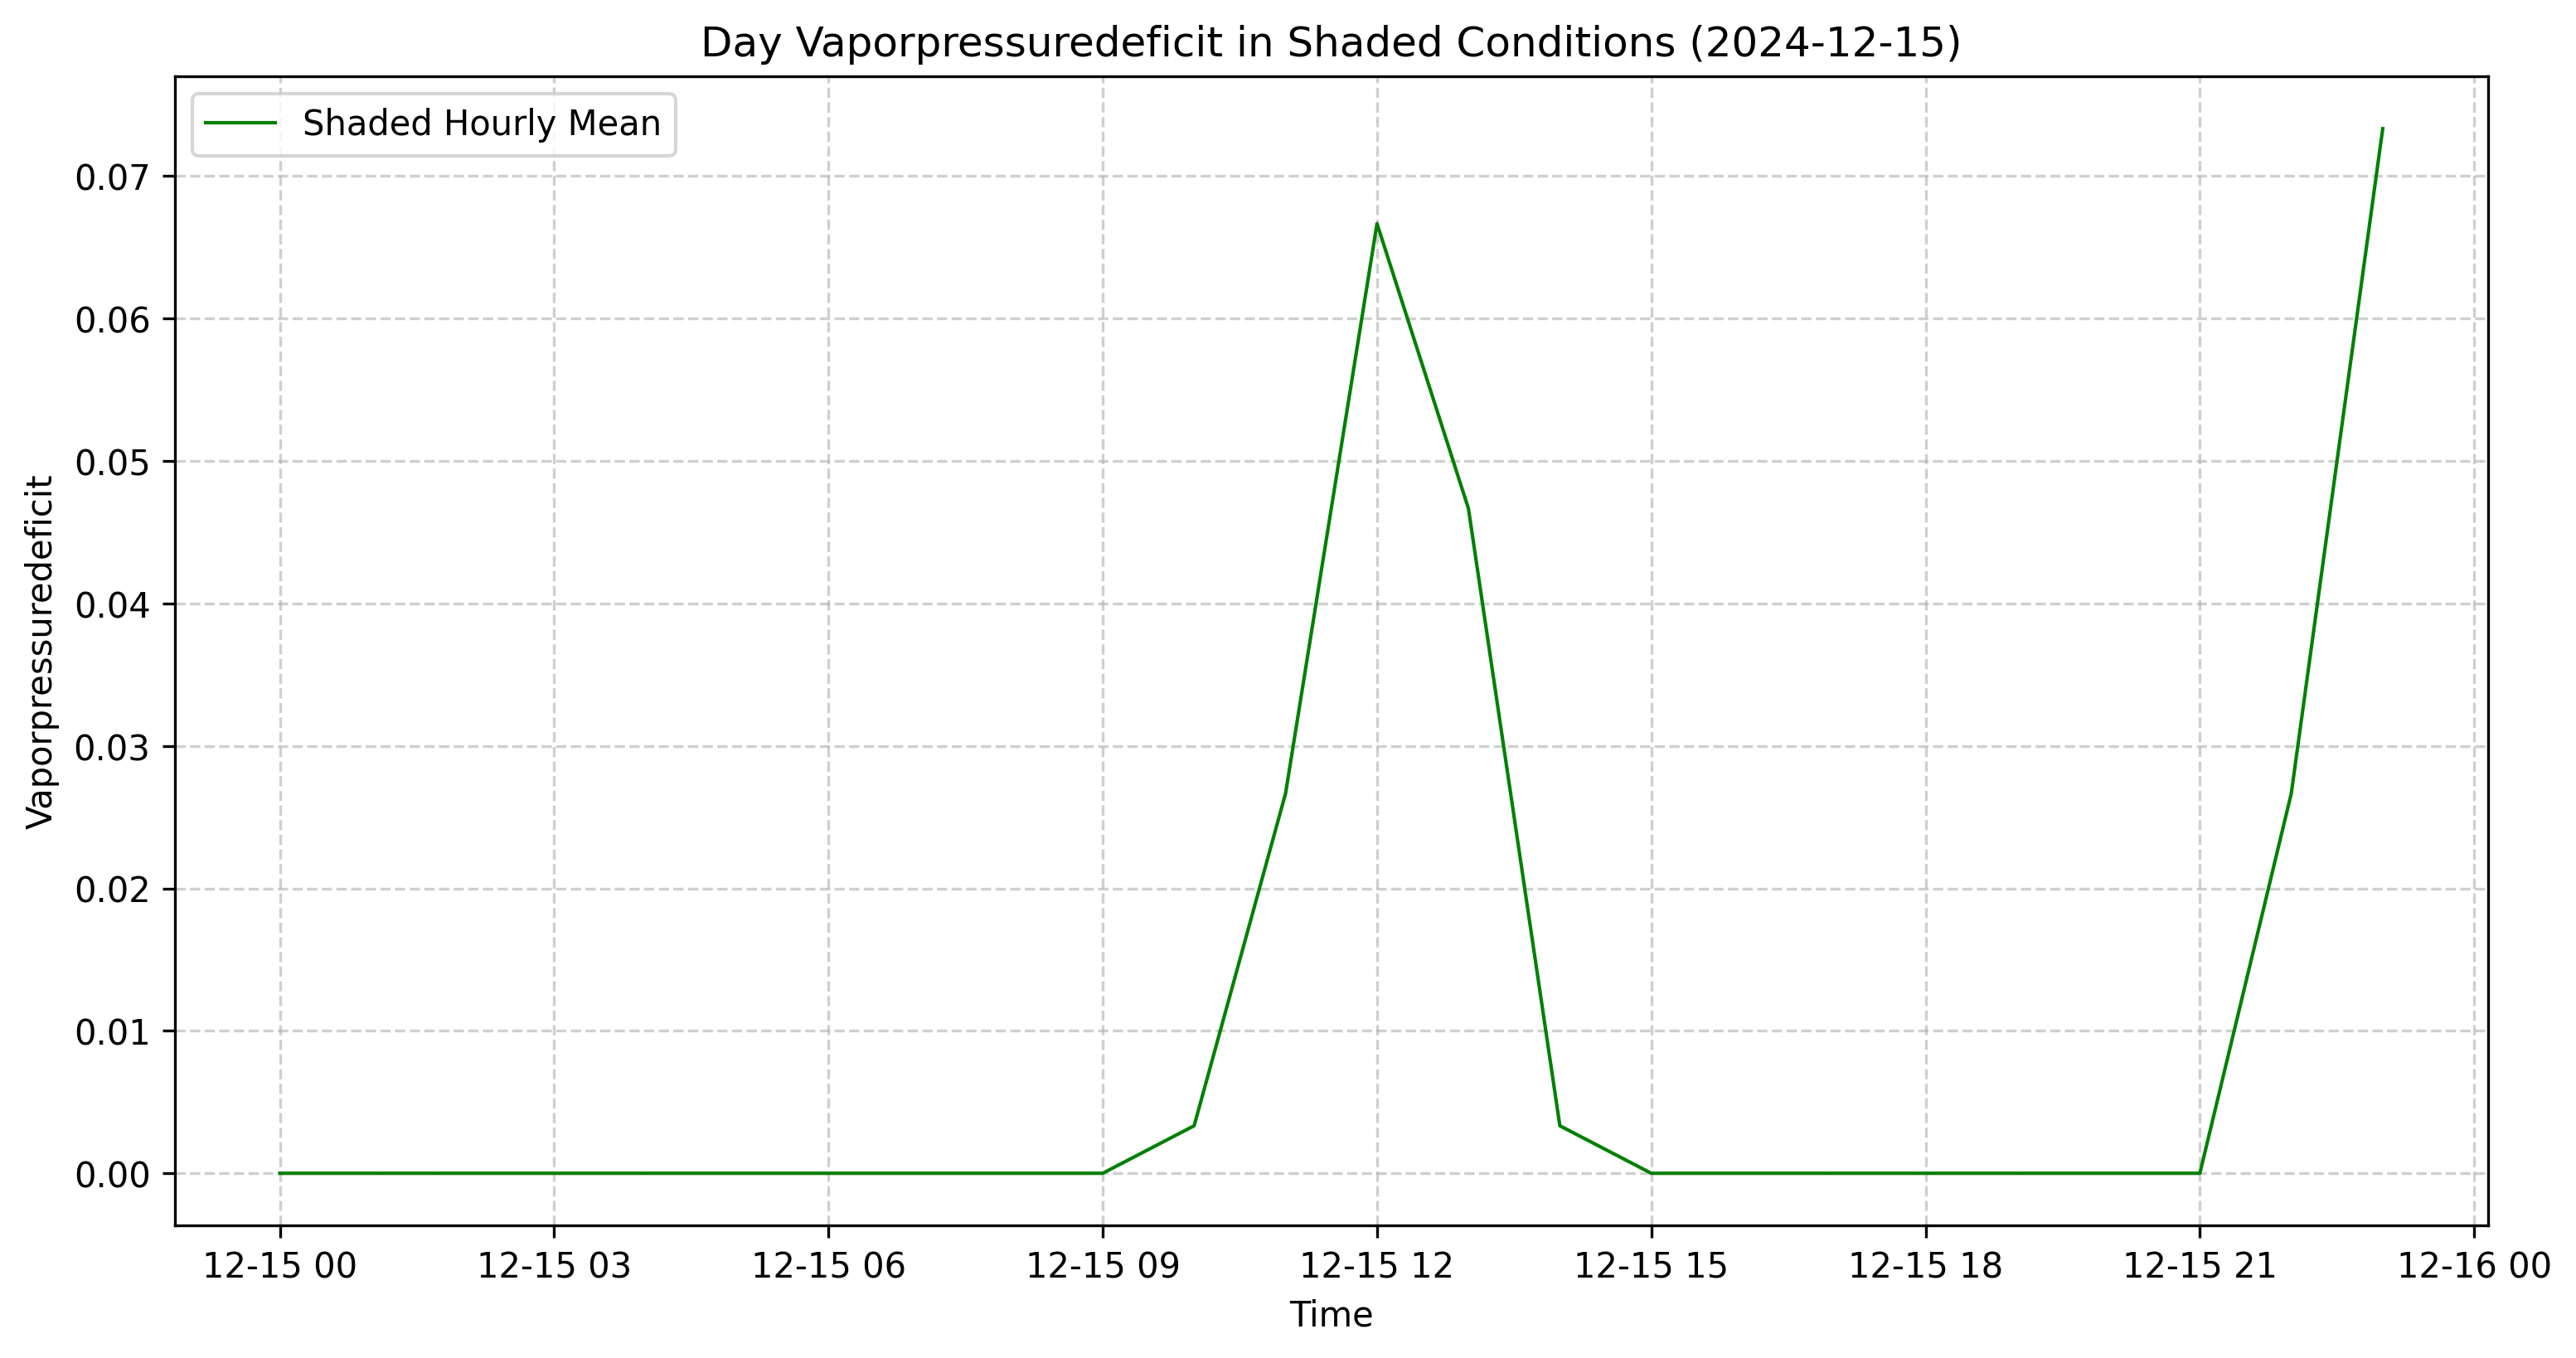 Day Vaporpressuredeficit in Shaded Conditions (2024-12-15)
Shaded Hourly Mean
Vaporpressuredeficit
0.07
0.06
0.05
0.04
0.03
0.02
0.01
0.00
12-15 00 12-15 03 12-15 06 12-15 09 12-15 12 12-15 15 12-15 18 12-15 21 12-16 00
Time